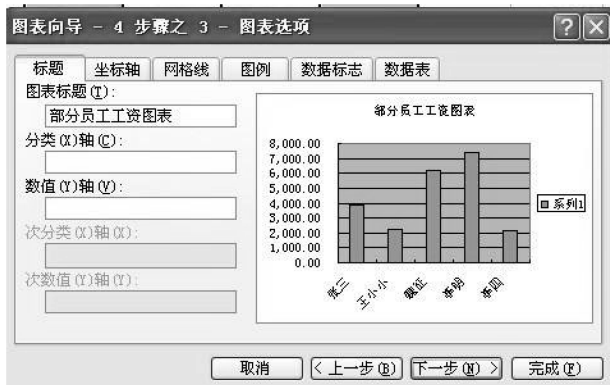 图表向导 - 4 步骤之 3 - 图表选项
标题 坐标轴 网格线 图例 数据标志 数据表
图表标题(T):
部分员工工资图表
分类(X)轴(C):
数值(Y)轴(V):
次分类(X)轴(X):
次数值(Y)轴(Y):
部分员工工资图表
8,000.00
7,000.00
6,000.00
5,000.00
4,000.00
3,000.00
2,000.00
1,000.00
0.00
张三 王小小 魏征 李明 李四
系列1
取消 <上一步(B) 下一步(N)> 完成(F)